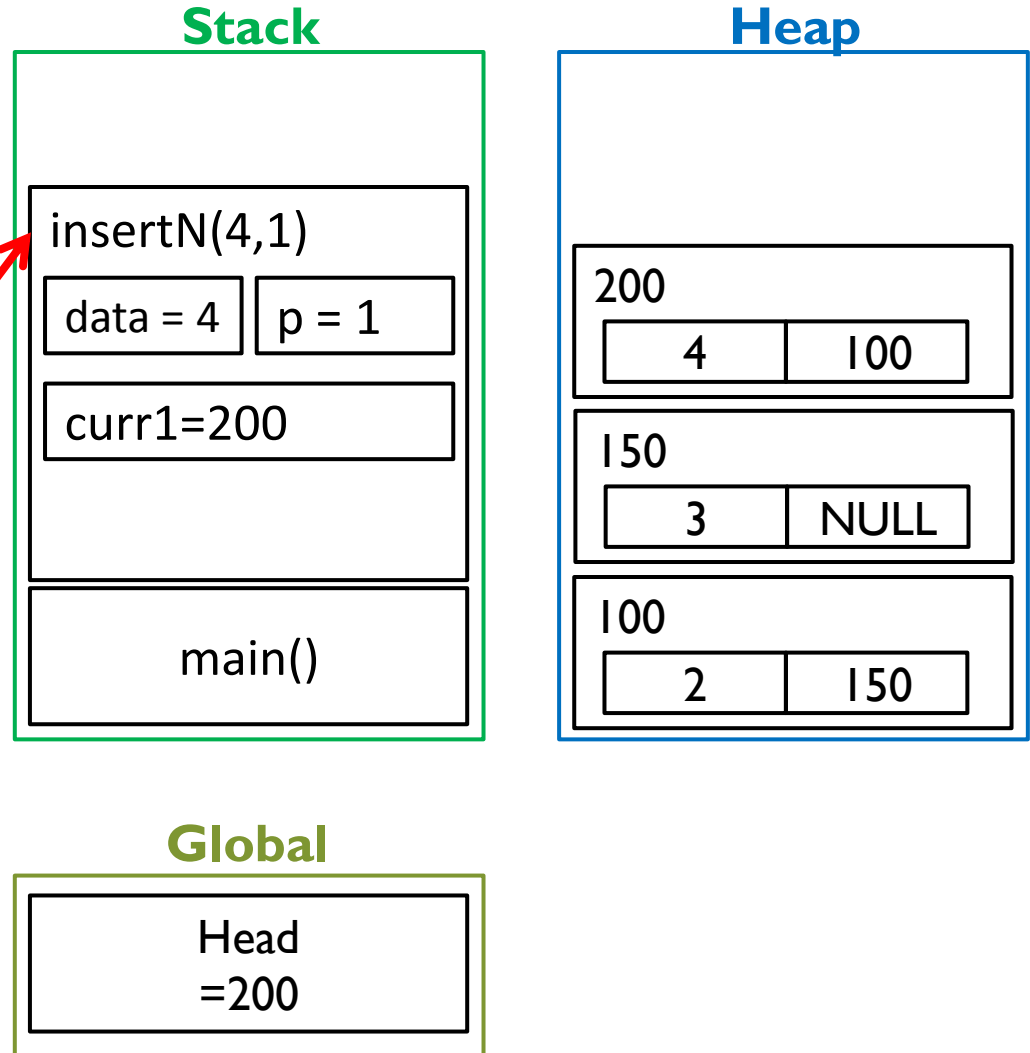 Stack
insertN(4,1)
data = 4
p = 1
curr1=200
main()
Heap
200
4 100
150
3 NULL
100
2 150
Global
Head
=200